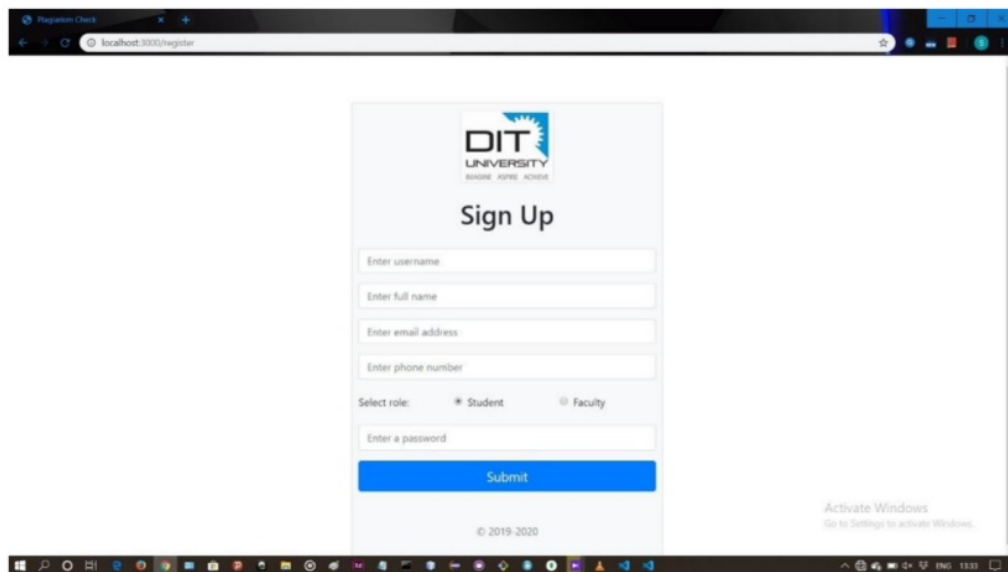 Plagiarism Check
localhost:3000/register
DIT
UNIVERSITY
IMAGINE ASPIRE ACHIEVE
Sign Up
Enter username
Enter full name
Enter email address
Enter phone number
Select role: Student Faculty
Enter a password
Submit
© 2019-2020
Activate Windows
Go to Settings to activate Windows.
ENG 13:33